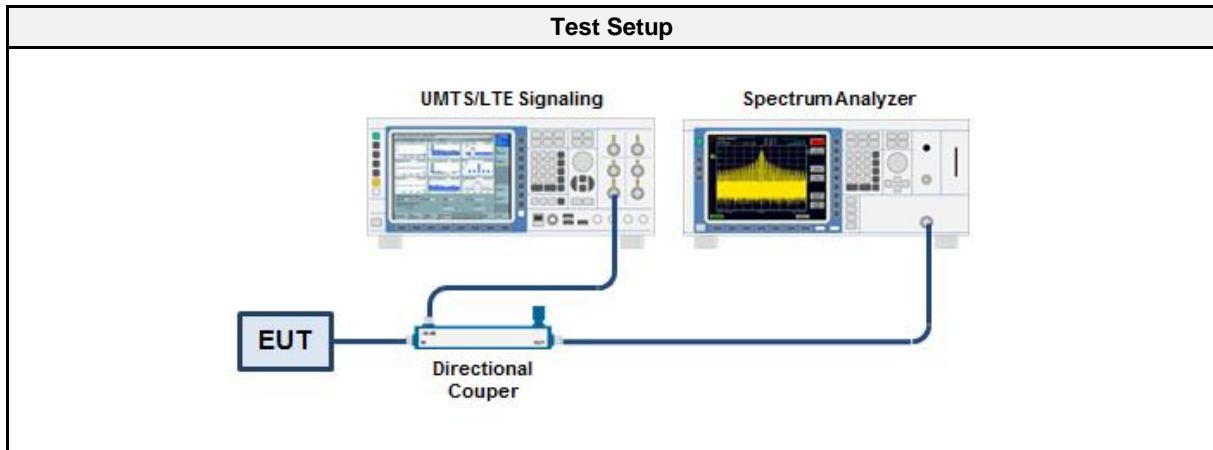 Test Setup
UMTS/LTE Signaling
Spectrum Analyzer
EUT
Directional
Couper